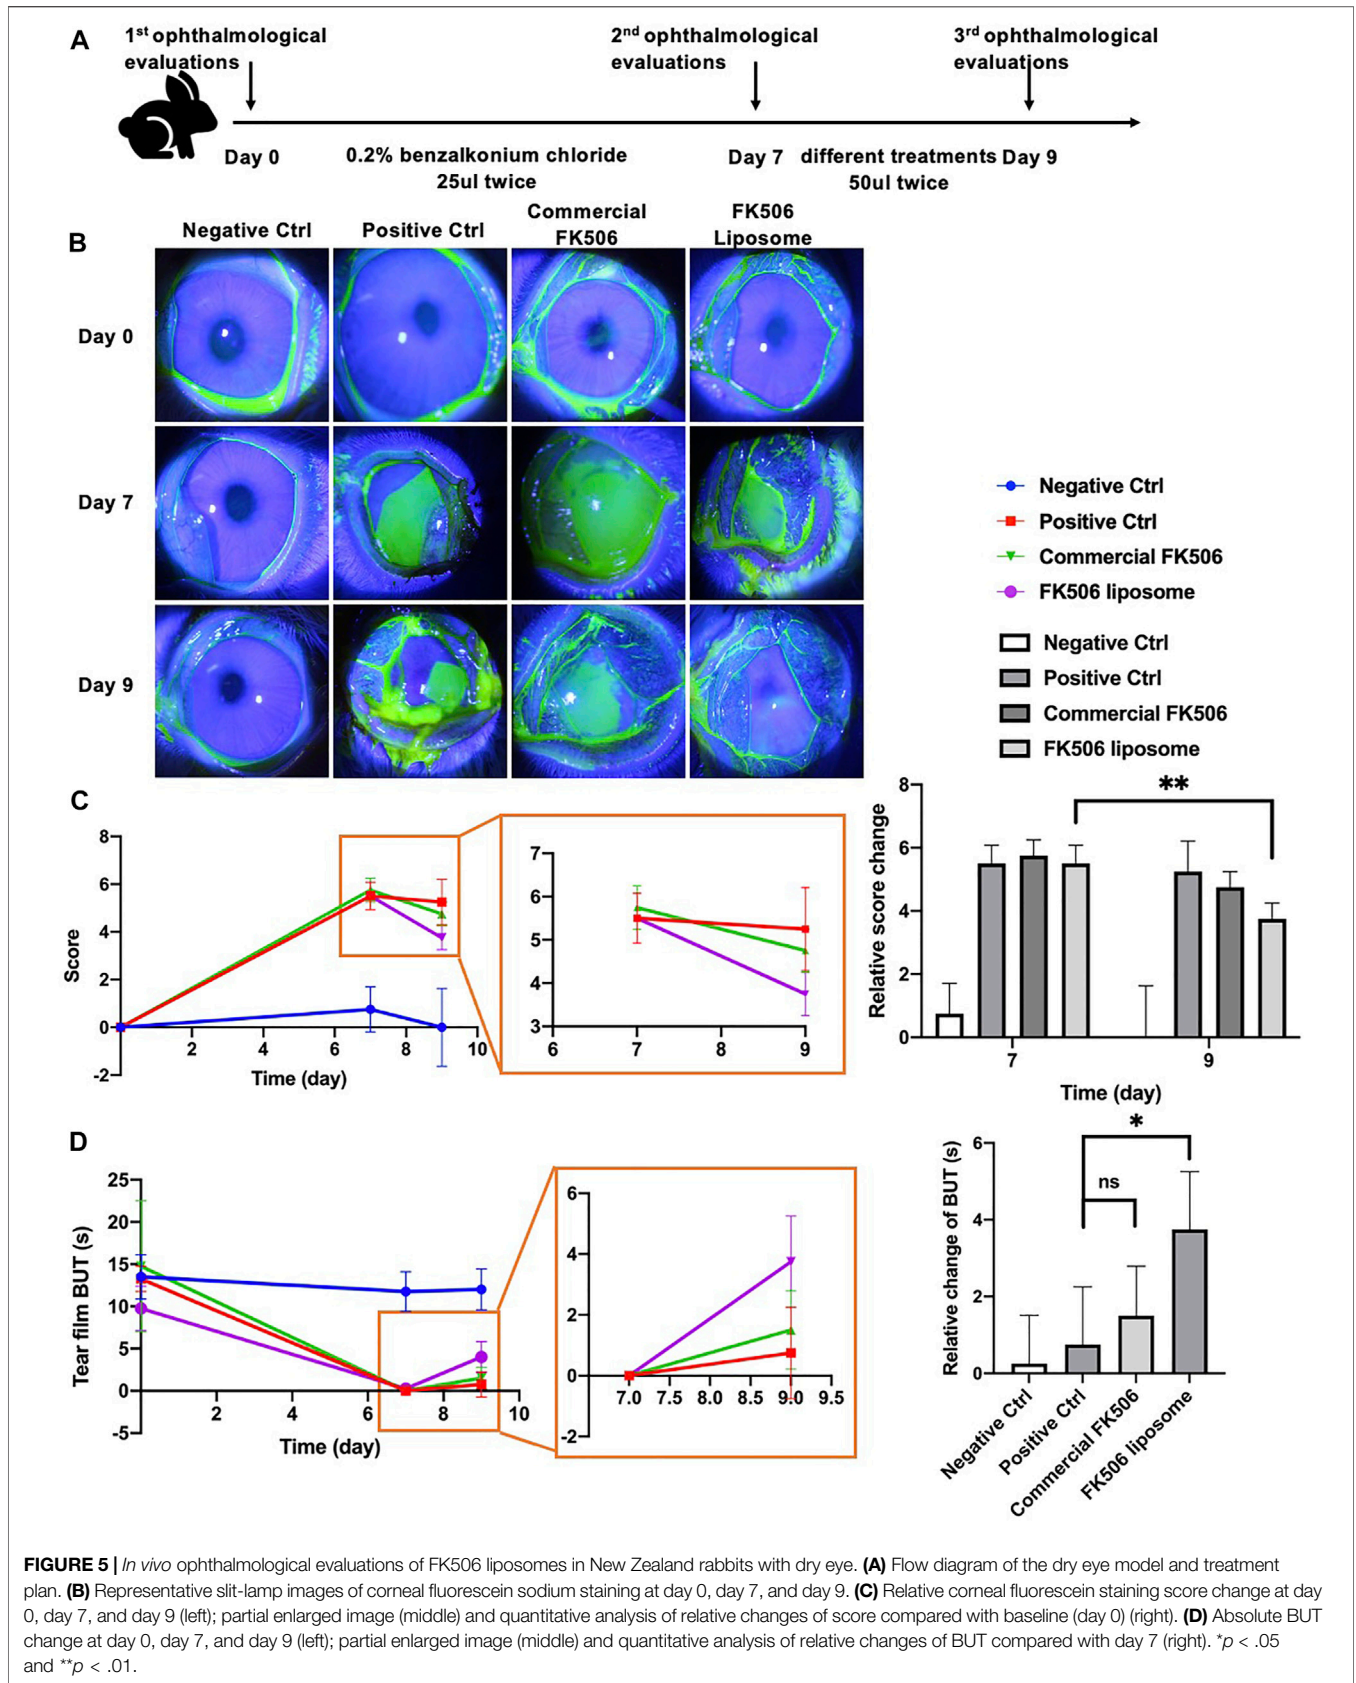 A
1st ophthalmological
evaluations
2nd ophthalmological
evaluations
3rd ophthalmological
evaluations
Day 0
0.2% benzalkonium chloride
25ul twice
Day 7
different treatments
50ul twice
Day 9
B
Negative Ctrl
Positive Ctrl
Commercial
FK506
FK506
Liposome
Day 0
Day 7
Day 9
Negative Ctrl
Positive Ctrl
Commercial FK506
FK506 liposome
Negative Ctrl
Positive Ctrl
Commercial FK506
FK506 liposome
C
Score
8
6
4
2
0
-2
2
4
6
8
10
Time (day)
7
6
5
4
3
6
7
8
9
Relative score change
8
6
4
2
0
**
7
9
Time (day)
D
Tear film BUT (s)
25
20
15
10
5
0
-5
2
4
6
8
10
Time (day)
6
4
2
0
-2
7.0
7.5
8.0
8.5
9.0
9.5
Relative change of BUT (s)
6
4
2
0
*
ns
Negative Ctrl
Positive Ctrl
Commercial FK506
FK506 liposome
FIGURE 5 | In vivo ophthalmological evaluations of FK506 liposomes in New Zealand rabbits with dry eye. (A) Flow diagram of the dry eye model and treatment
plan. (B) Representative slit-lamp images of corneal fluorescein sodium staining at day 0, day 7, and day 9. (C) Relative corneal fluorescein staining score change at day
0, day 7, and day 9 (left); partial enlarged image (middle) and quantitative analysis of relative changes of score compared with baseline (day 0) (right). (D) Absolute BUT
change at day 0, day 7, and day 9 (left); partial enlarged image (middle) and quantitative analysis of relative changes of BUT compared with day 7 (right). *p < .05
and **p < .01.